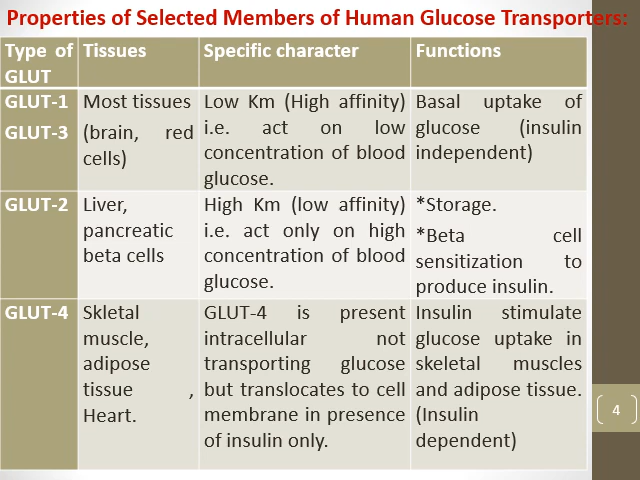 Properties of Selected Members of Human Glucose Transporters:
Type of GLUT
Tissues
Specific character
Functions
GLUT-1
GLUT-3
Most tissues
(brain, red
cells)
Low Km (High affinity)
i.e. act on low
concentration of blood
glucose.
Basal uptake of
glucose (insulin
independent)
GLUT-2
Liver,
pancreatic
beta cells
High Km (low affinity)
i.e. act only on high
concentration of blood
glucose.
*Storage.
*Beta cell
sensitization to
produce insulin.
GLUT-4
Skletal
muscle,
adipose
tissue ,
Heart.
GLUT-4 is present
intracellular not
transporting glucose
but translocates to cell
membrane in presence
of insulin only.
Insulin stimulate
glucose uptake in
skeletal muscles
and adipose tissue.
(Insulin
dependent)
4